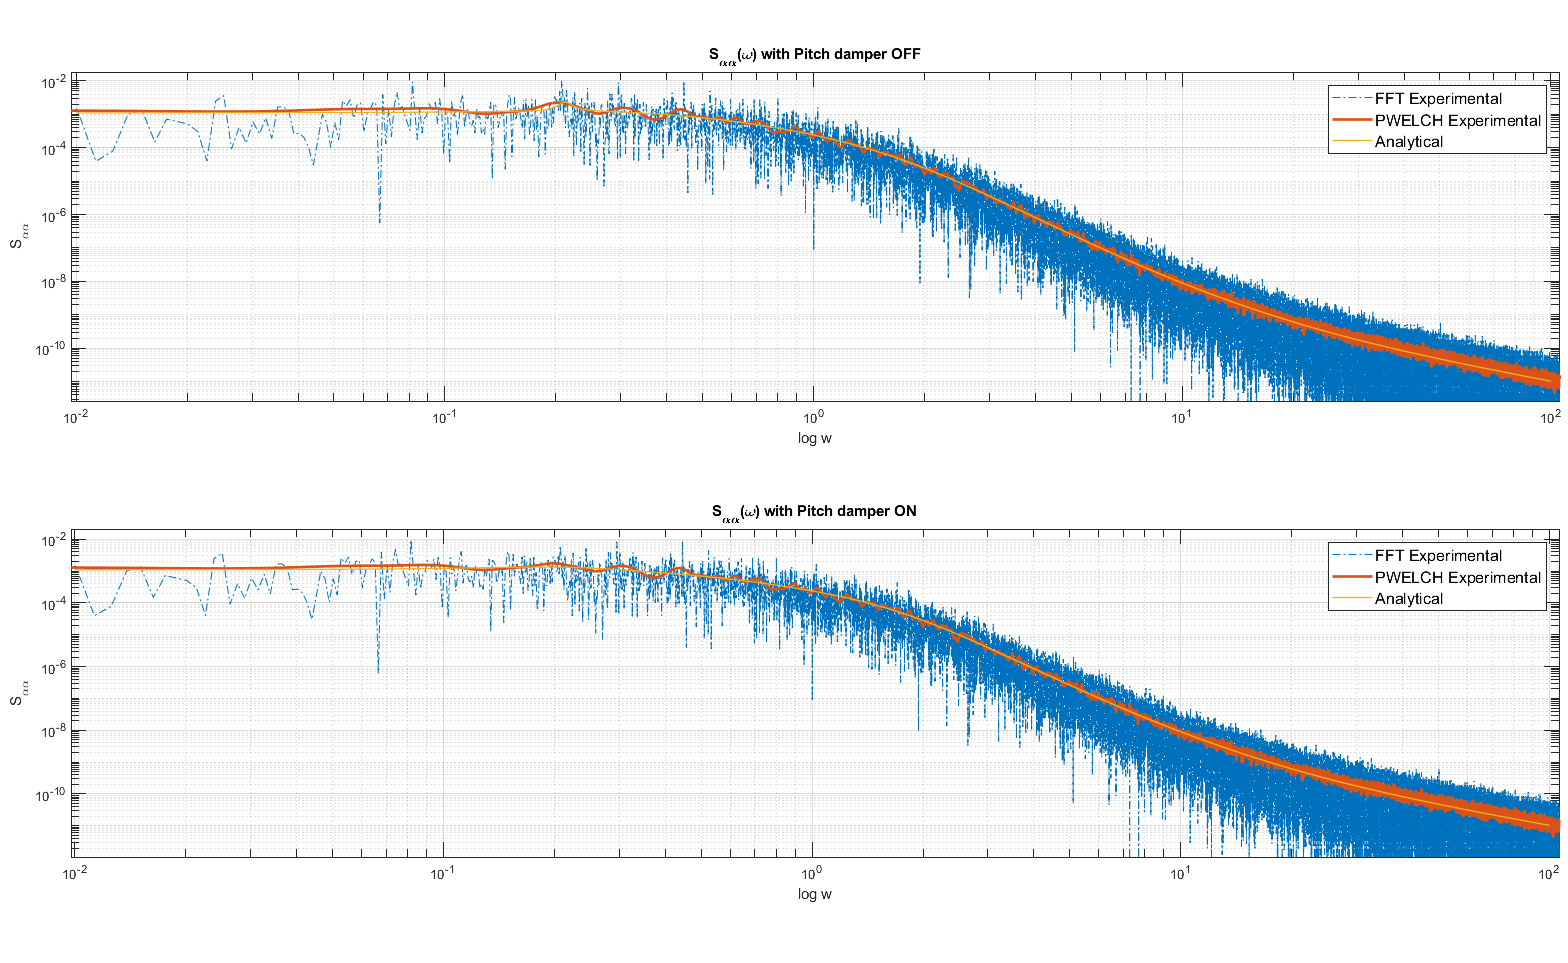 S_αα(ω) with Pitch damper OFF
10^-2
10^-4
10^-6
10^-8
10^-10
S_αα
FFT Experimental
PWELCH Experimental
Analytical
10^-2 10^-1 10^0 10^1 10^2
log w
S_αα(ω) with Pitch damper ON
10^-2
10^-4
10^-6
10^-8
10^-10
S_αα
FFT Experimental
PWELCH Experimental
Analytical
10^-2 10^-1 10^0 10^1 10^2
log w